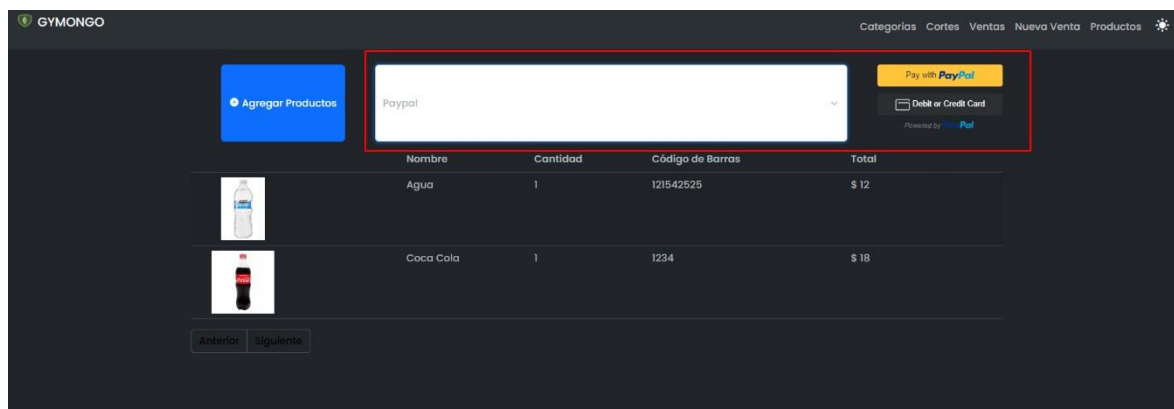 GYMONGO
Categorias Cortes Ventas Nueva Venta Productos
Agregar Productos
Paypal
Pay with PayPal
Debit or Credit Card
Powered by PayPal
Nombre Cantidad Código de Barras Total
Agua 1 121542525 $ 12
Coca Cola 1 1234 $ 18
Anterior Siguiente